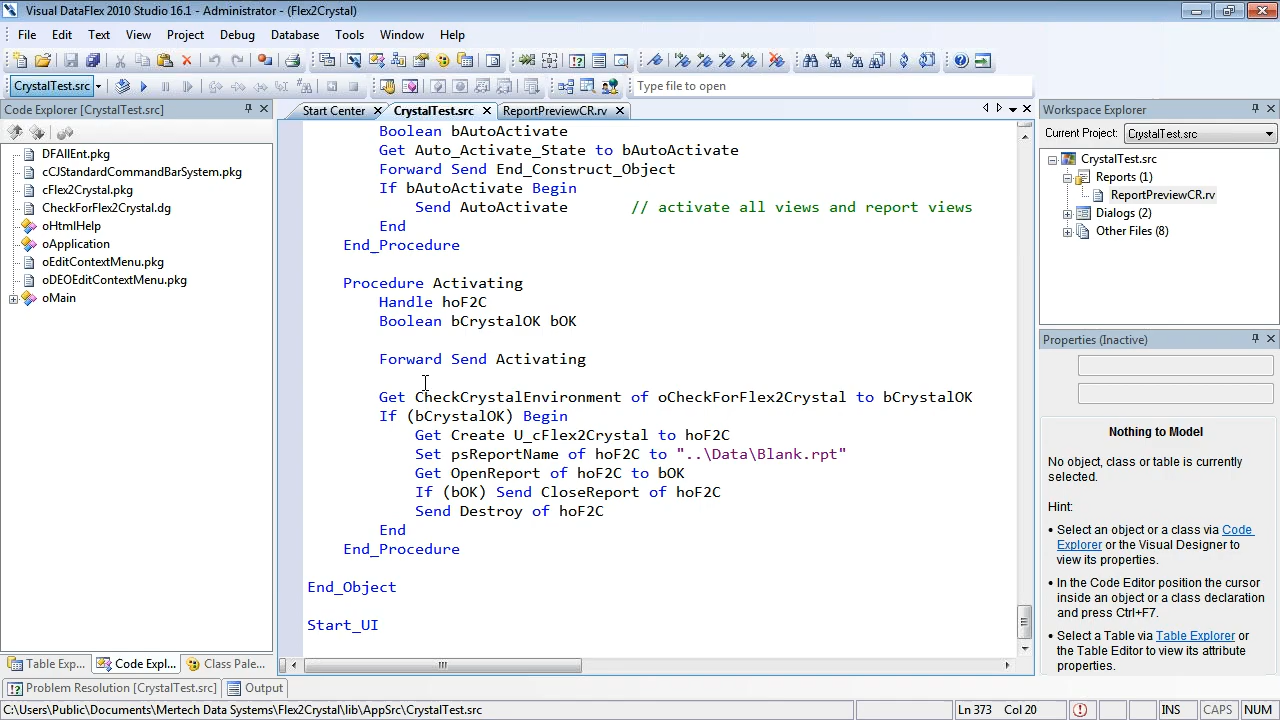 Visual DataFlex 2010 Studio 16.1 - Administrator - (Flex2Crystal)
File Edit Text View Project Debug Database Tools Window Help
CrystalTest.src
Type file to open
Code Explorer [CrystalTest.src]
DFAllEnt.pkg
cCJStandardCommandBarSystem.pkg
cFlex2Crystal.pkg
CheckForFlex2Crystal.dg
oHtmlHelp
oApplication
oEditContextMenu.pkg
oDEOEditContextMenu.pkg
oMain
Table Exp... Code Expl... Class Pale...
Start Center CrystalTest.src ReportPreviewCR.rv
Boolean bAutoActivate
Get Auto_Activate_State to bAutoActivate
Forward Send End_Construct_Object
If bAutoActivate Begin
Send AutoActivate // activate all views and report views
End
End_Procedure
Procedure Activating
Handle hoF2C
Boolean bCrystalOK bOK
Forward Send Activating
Get CheckCrystalEnvironment of oCheckForFlex2Crystal to bCrystalOK
If (bCrystalOK) Begin
Get Create U_cFlex2Crystal to hoF2C
Set psReportName of hoF2C to "..\Data\Blank.rpt"
Get OpenReport of hoF2C to bOK
If (bOK) Send CloseReport of hoF2C
Send Destroy of hoF2C
End
End_Procedure
End_Object
Start_UI
Workspace Explorer
Current Project: CrystalTest.src
CrystalTest.src
Reports (1)
ReportPreviewCR.rv
Dialogs (2)
Other Files (8)
Properties (Inactive)
Nothing to Model
No object, class or table is currently
selected.
Hint:
• Select an object or a class via Code
Explorer or the Visual Designer to
view its properties.
• In the Code Editor position the cursor
inside an object or a class declaration
and press Ctrl+F7.
• Select a Table via Table Explorer or
the Table Editor to view its attribute
properties.
Problem Resolution [CrystalTest.src] Output
C:\Users\Public\Documents\Mertech Data Systems\Flex2Crystal\lib\AppSrc\CrystalTest.src
Ln 373 Col 20 INS CAPS NUM